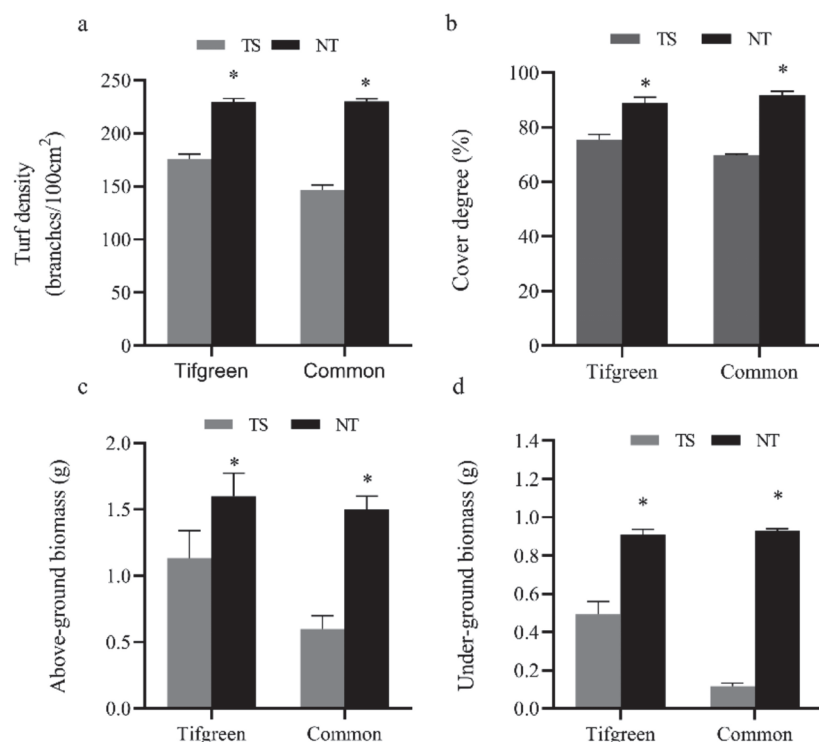 a
TS NT
Turf density
(branches/100cm²)
250
200
150
100
50
0
*
*
Tifgreen Common
b
TS NT
Cover degree (%)
100
80
60
40
20
0
*
*
Tifgreen Common
c
TS NT
Above-ground biomass (g)
2.0
1.5
1.0
0.5
0.0
*
*
Tifgreen Common
d
TS NT
Under-ground biomass (g)
1.4
1.2
1.0
0.8
0.6
0.4
0.2
0.0
*
*
Tifgreen Common